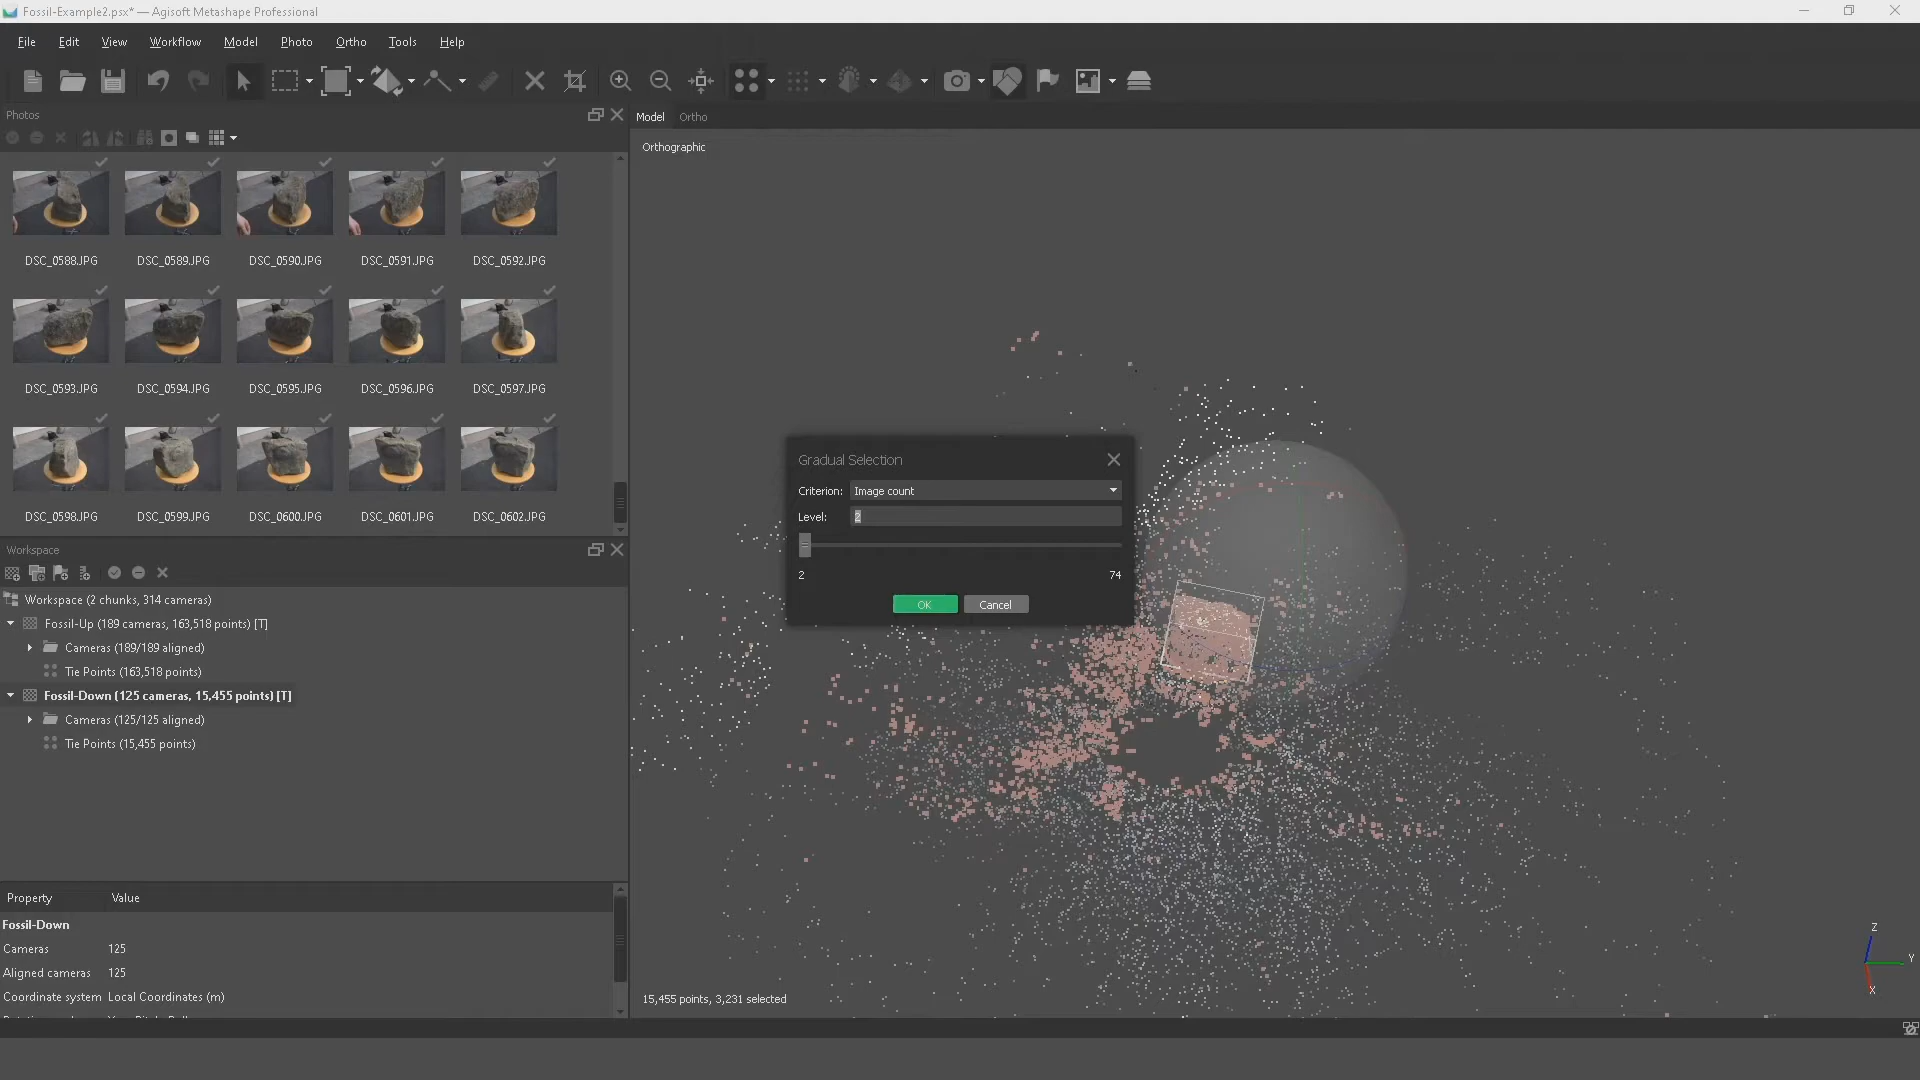 Fossil-Example2.psx* — Agisoft Metashape Professional
File Edit View Workflow Model Photo Ortho Tools Help
Photos
Model Ortho
Orthographic
DSC_0588.JPG DSC_0589.JPG DSC_0590.JPG DSC_0591.JPG DSC_0592.JPG
DSC_0593.JPG DSC_0594.JPG DSC_0595.JPG DSC_0596.JPG DSC_0597.JPG
DSC_0598.JPG DSC_0599.JPG DSC_0600.JPG DSC_0601.JPG DSC_0602.JPG
Gradual Selection
Criterion: Image count
Level: 2
2 74
OK Cancel
Workspace
Workspace (2 chunks, 314 cameras)
Fossil-Up (189 cameras, 163,518 points) [T]
Cameras (189/189 aligned)
Tie Points (163,518 points)
Fossil-Down (125 cameras, 15,455 points) [T]
Cameras (125/125 aligned)
Tie Points (15,455 points)
Property Value
Fossil-Down
Cameras 125
Aligned cameras 125
Coordinate system Local Coordinates (m)
15,455 points, 3,231 selected
Z
Y
X